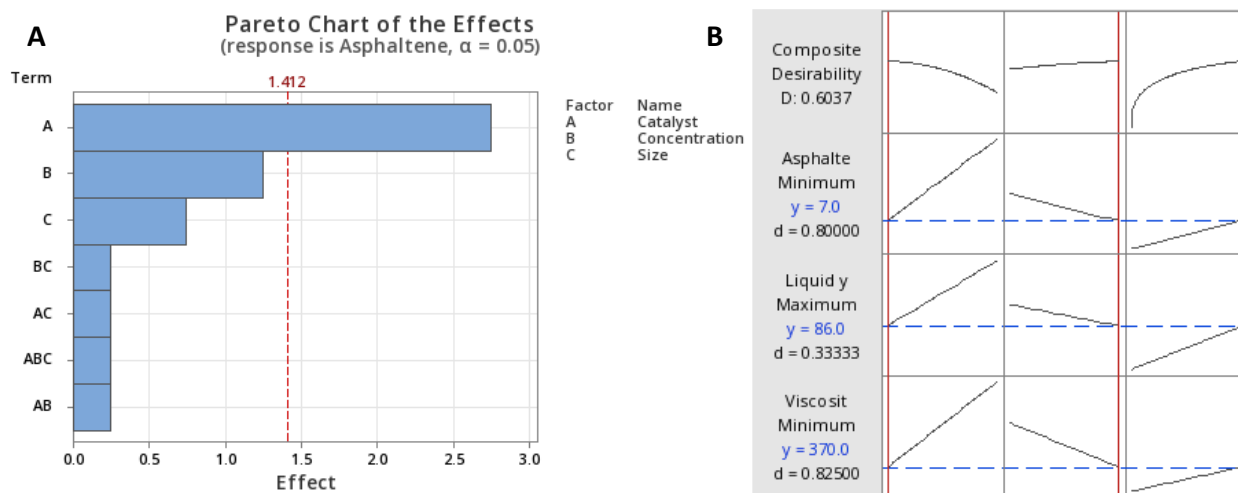 A
Pareto Chart of the Effects
(response is Asphaltene, α = 0.05)
Term
1.412
A
B
C
BC
AC
ABC
AB
0.0 0.5 1.0 1.5 2.0 2.5 3.0
Effect
Factor Name
A Catalyst
B Concentration
C Size
B
Composite
Desirability
D: 0.6037
Asphalte
Minimum
y = 7.0
d = 0.80000
Liquid y
Maximum
y = 86.0
d = 0.33333
Viscosit
Minimum
y = 370.0
d = 0.82500